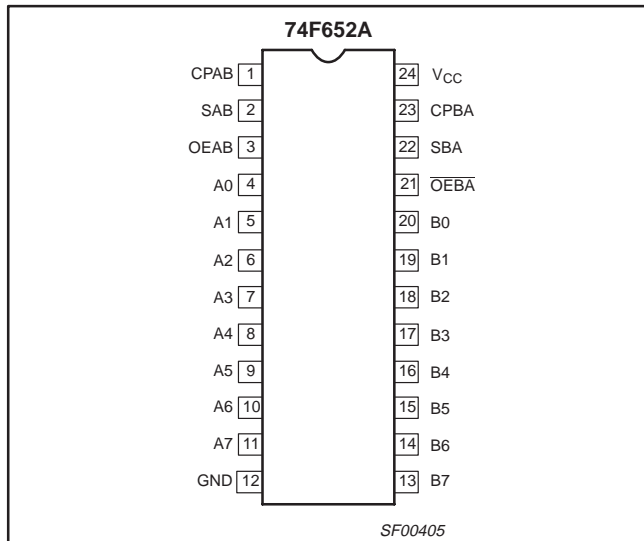 74F652A
CPAB 1 24 VCC
SAB 2 23 CPBA
OEAB 3 22 SBA
A0 4 21 OEBA
A1 5 20 B0
A2 6 19 B1
A3 7 18 B2
A4 8 17 B3
A5 9 16 B4
A6 10 15 B5
A7 11 14 B6
GND 12 13 B7
SF00405